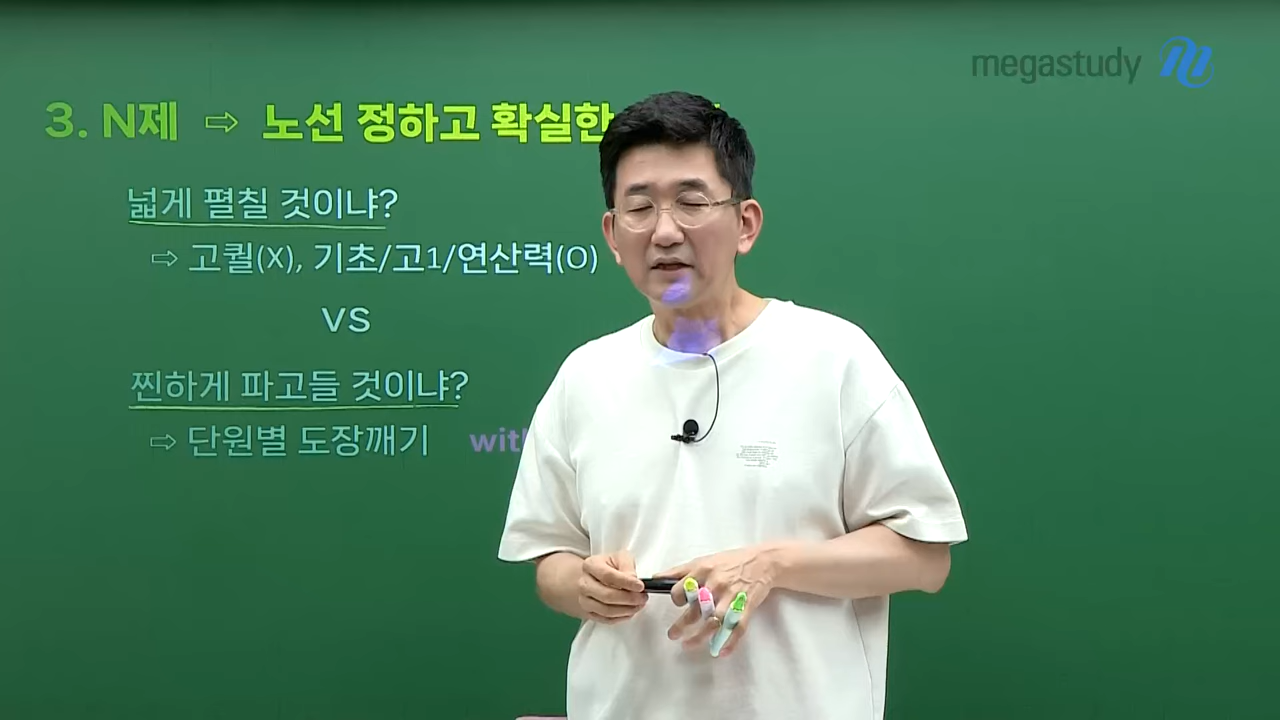 megastudy
3. N제 ⇨ 노선 정하고 확실한
넓게 펼칠 것이냐?
⇨ 고퀄(X), 기초/고1/연산력(O)
vs
찐하게 파고들 것이냐?
⇨ 단원별 도장깨기